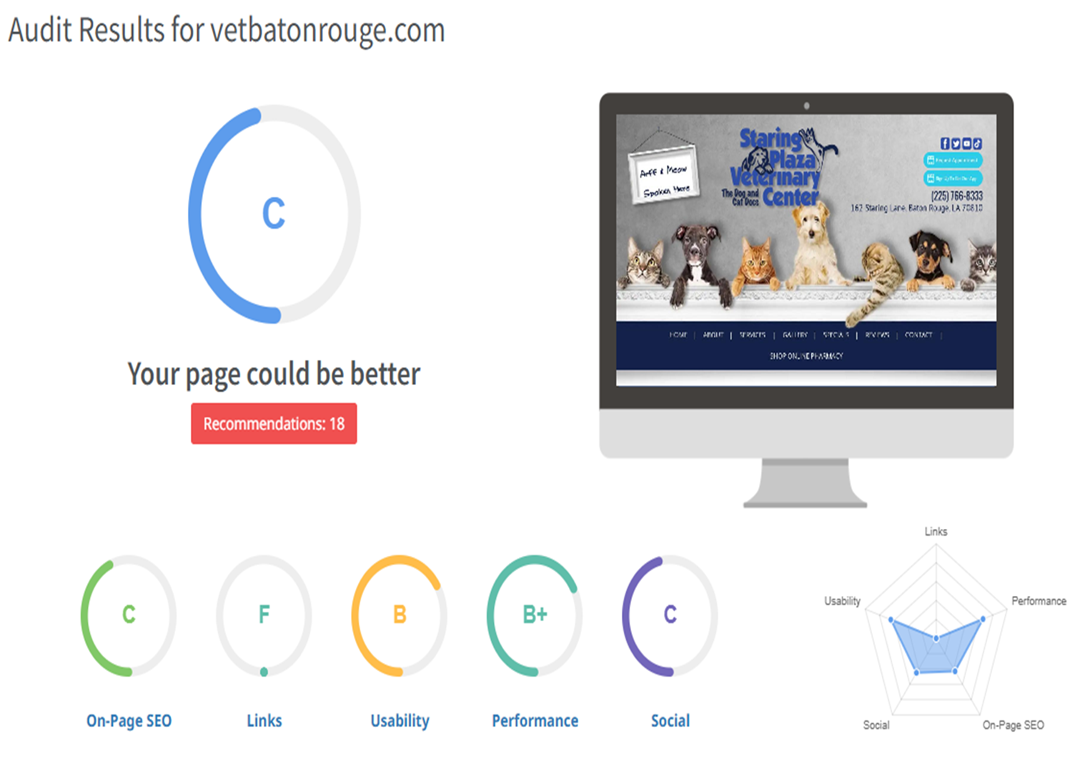 Audit Results for vetbatonrouge.com
C
Your page could be better
Recommendations: 18
Arff & Meow
Spoken Here
Staring
Plaza
Veterinary
Center
The Dog and
Cat Docs
Request Appointment
(225) 766-8333
162 Staring Lane, Baton Rouge, LA 70810
HOME | ABOUT | SERVICES | GALLERY | SPECIALS | REVIEWS | CONTACT |
SHOP ONLINE PHARMACY
C
F
B
B+
C
On-Page SEO
Links
Usability
Performance
Social
Links
Usability
Performance
Social
On-Page SEO